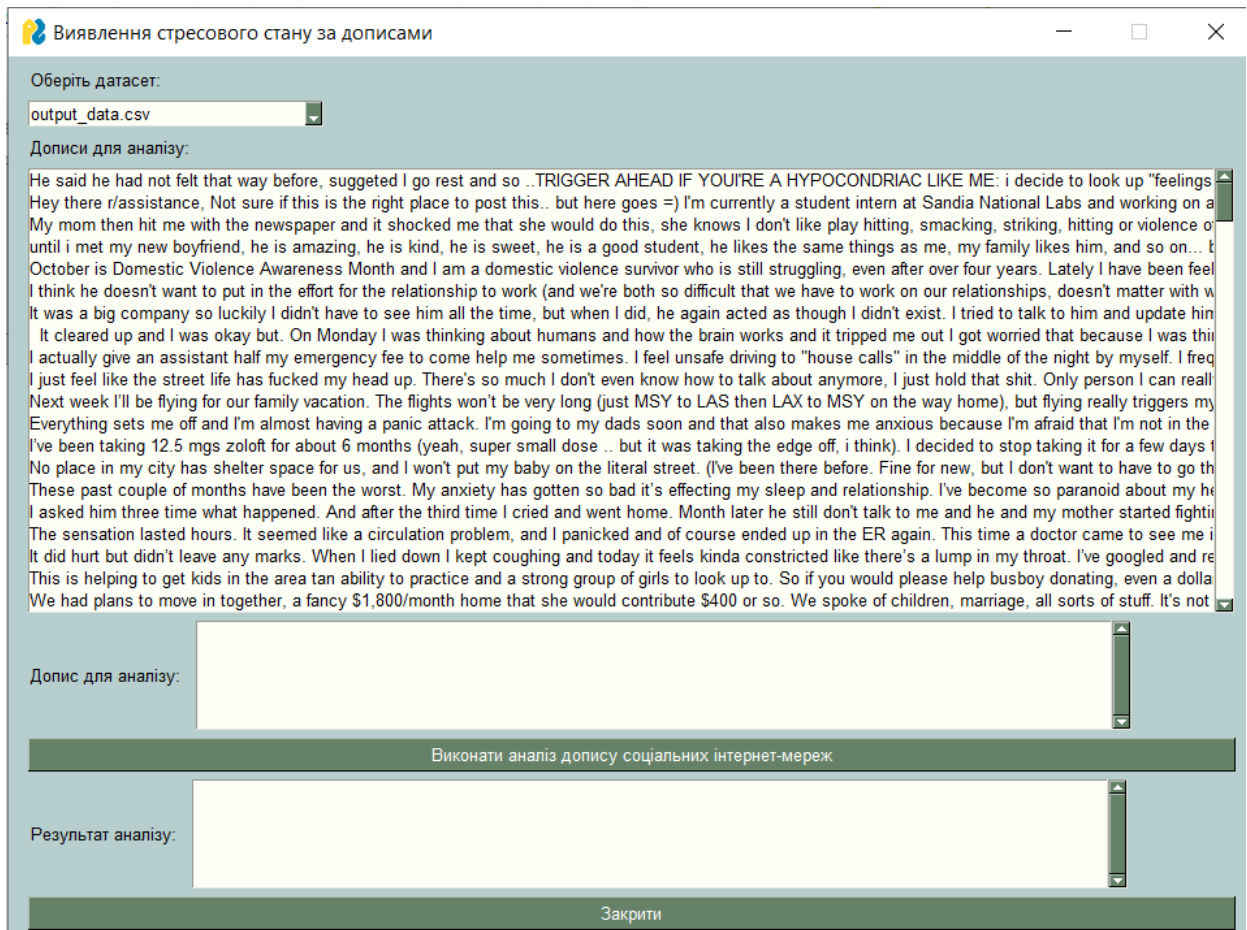 Виявлення стресового стану за дописами
Оберіть датасет:
output_data.csv
Дописи для аналізу:
He said he had not felt that way before, suggeted I go rest and so ..TRIGGER AHEAD IF YOUI'RE A HYPOCONDRIAC LIKE ME: i decide to look up "feelings
Hey there r/assistance, Not sure if this is the right place to post this.. but here goes =) I'm currently a student intern at Sandia National Labs and working on a
My mom then hit me with the newspaper and it shocked me that she would do this, she knows I don't like play hitting, smacking, striking, hitting or violence o
until i met my new boyfriend, he is amazing, he is kind, he is sweet, he is a good student, he likes the same things as me, my family likes him, and so on... b
October is Domestic Violence Awareness Month and I am a domestic violence survivor who is still struggling, even after over four years. Lately I have been feel
I think he doesn't want to put in the effort for the relationship to work (and we're both so difficult that we have to work on our relationships, doesn't matter with w
It was a big company so luckily I didn't have to see him all the time, but when I did, he again acted as though I didn't exist. I tried to talk to him and update him
It cleared up and I was okay but. On Monday I was thinking about humans and how the brain works and it tripped me out I got worried that because I was thin
I actually give an assistant half my emergency fee to come help me sometimes. I feel unsafe driving to "house calls" in the middle of the night by myself. I freq
I just feel like the street life has fucked my head up. There's so much I don't even know how to talk about anymore, I just hold that shit. Only person I can reall
Next week I'll be flying for our family vacation. The flights won't be very long (just MSY to LAS then LAX to MSY on the way home), but flying really triggers my
Everything sets me off and I'm almost having a panic attack. I'm going to my dads soon and that also makes me anxious because I'm afraid that I'm not in the
I've been taking 12.5 mgs zoloft for about 6 months (yeah, super small dose .. but it was taking the edge off, i think). I decided to stop taking it for a few days t
No place in my city has shelter space for us, and I won't put my baby on the literal street. (I've been there before. Fine for new, but I don't want to have to go th
These past couple of months have been the worst. My anxiety has gotten so bad it's effecting my sleep and relationship. I've become so paranoid about my he
I asked him three time what happened. And after the third time I cried and went home. Month later he still don't talk to me and he and my mother started fightin
The sensation lasted hours. It seemed like a circulation problem, and I panicked and of course ended up in the ER again. This time a doctor came to see me i
It did hurt but didn't leave any marks. When I lied down I kept coughing and today it feels kinda constricted like there's a lump in my throat. I've googled and re
This is helping to get kids in the area tan ability to practice and a strong group of girls to look up to. So if you would please help busboy donating, even a dolla
We had plans to move in together, a fancy $1,800/month home that she would contribute $400 or so. We spoke of children, marriage, all sorts of stuff. It's not
Допис для аналізу:
Виконати аналіз допису соціальних інтернет-мереж
Результат аналізу:
Закрити